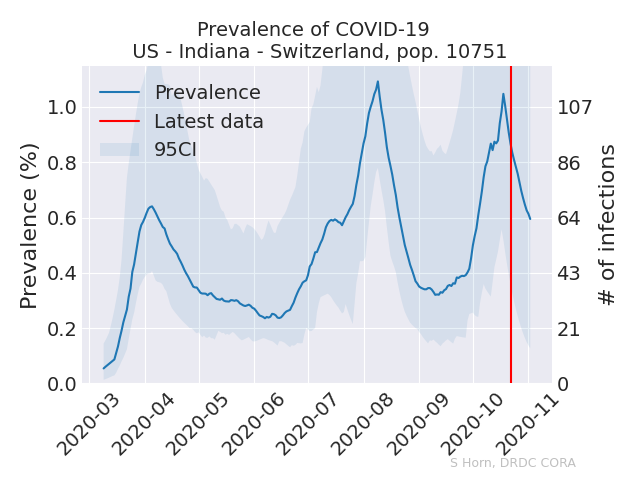 Prevalence of COVID-19
US - Indiana - Switzerland, pop. 10751
Prevalence
Latest data
95CI
Prevalence (%)
1.0
0.8
0.6
0.4
0.2
0.0
107
86
64
43
21
0
# of infections
2020-03
2020-04
2020-05
2020-06
2020-07
2020-08
2020-09
2020-10
2020-11
S Horn, DRDC CORA